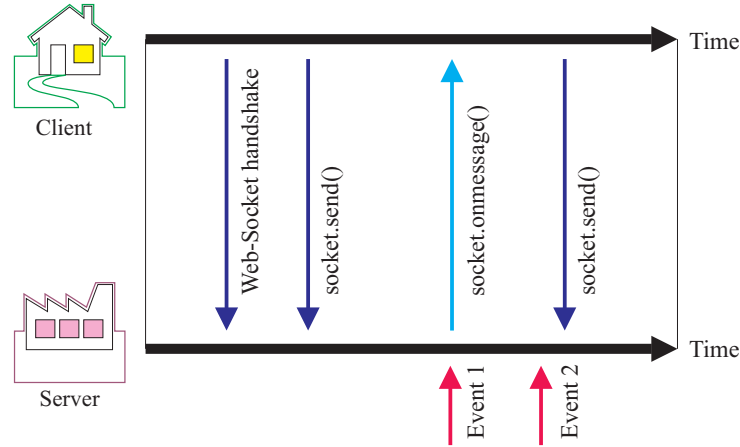 Time
Client
Web-Socket handshake
socket.send()
socket.onmessage()
socket.send()
Time
Server
Event 1
Event 2